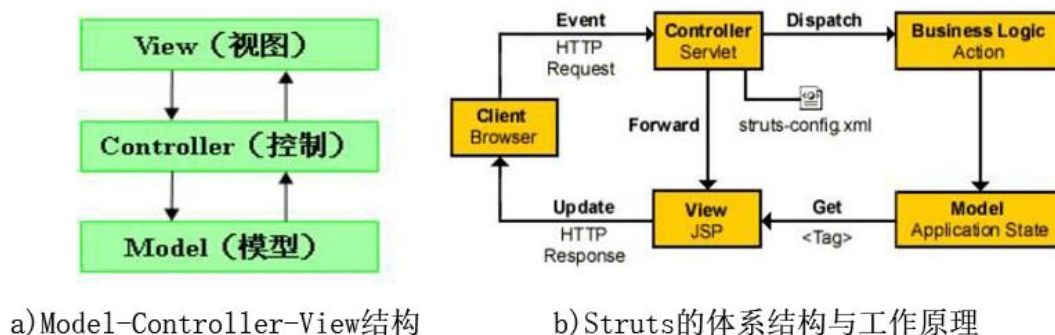 View（视图）
Controller（控制）
Model（模型）
a)Model-Controller-View结构
Event
HTTP
Request
Controller
Servlet
Dispatch
Business Logic
Action
Client
Browser
Forward
struts-config.xml
Update
HTTP
Response
View
JSP
Get
<Tag>
Model
Application State
b)Struts的体系结构与工作原理